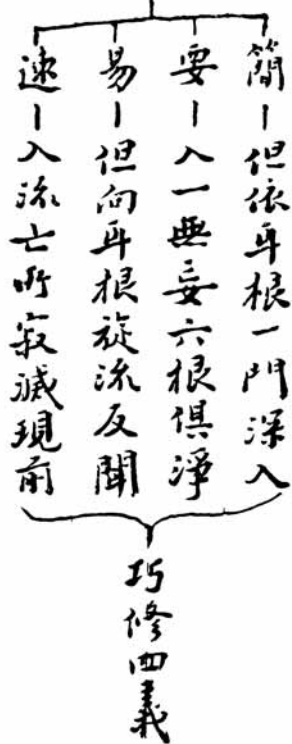 簡｜但依耳根一門深入
要｜入一無妄六根俱淨
易｜但向耳根旋流反聞
速｜入流亡所寂滅現前
巧修四義